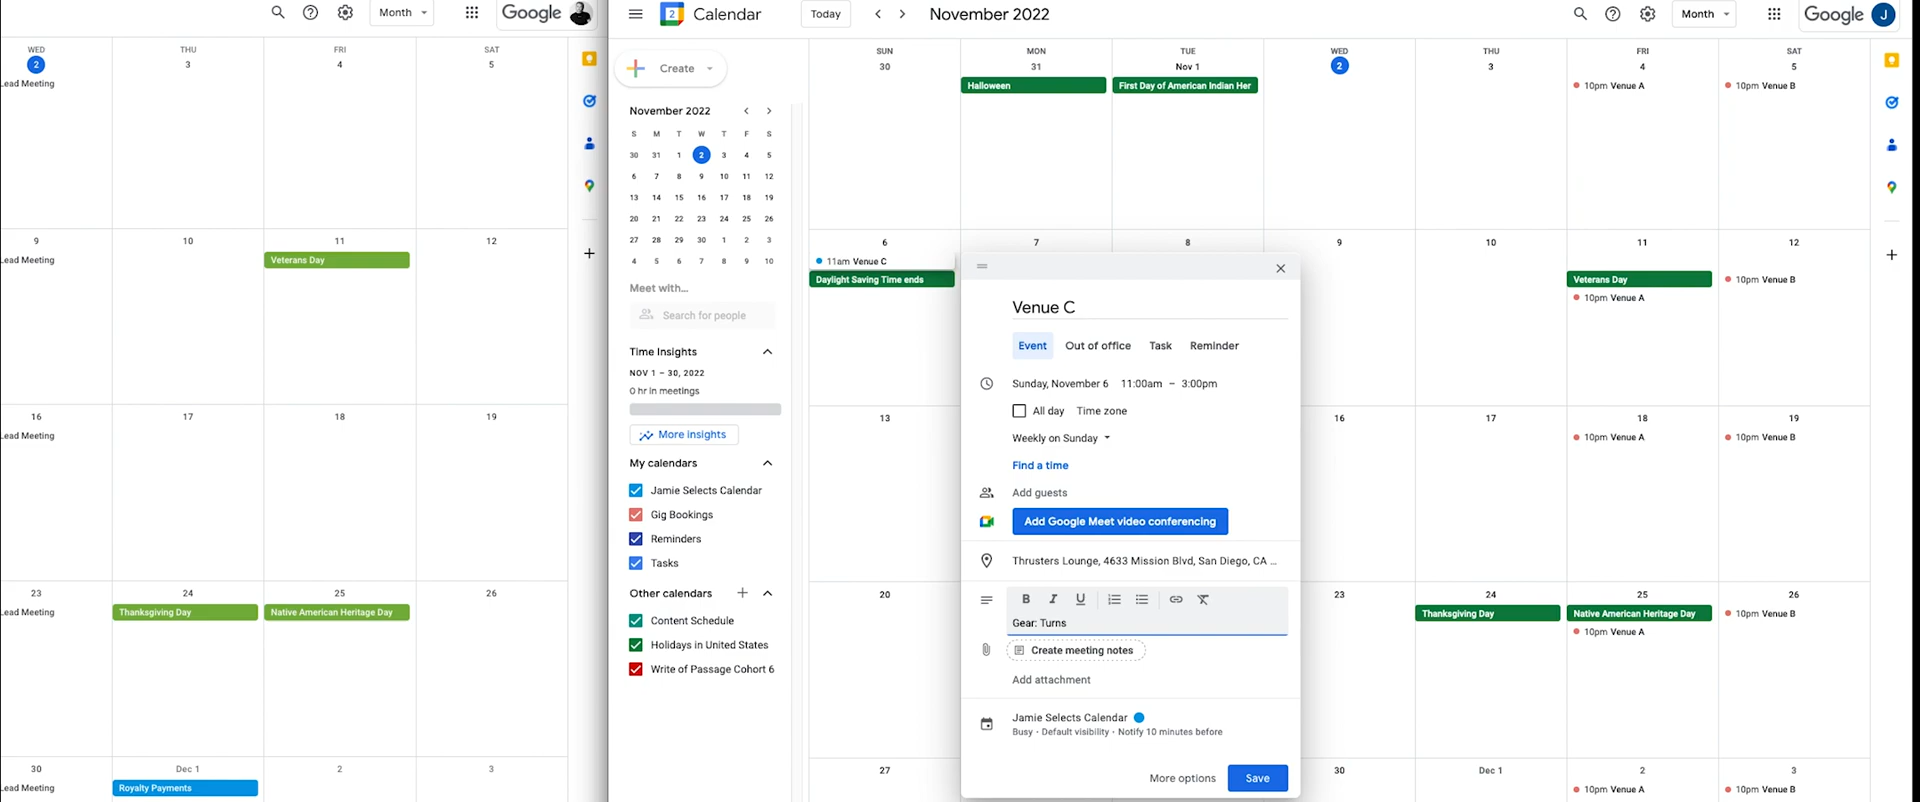 Month
Google
WED THU FRI SAT
2 3 4 5
Lead Meeting
9 10 11 12
Lead Meeting
Veterans Day
16 17 18 19
Lead Meeting
23 24 25 26
Lead Meeting
Thanksgiving Day
Native American Heritage Day
30 Dec 1 2 3
Lead Meeting
Royalty Payments
2 Calendar
Today
November 2022
Month
Google
J
Create
November 2022
S M T W T F S
30 31 1 2 3 4 5
6 7 8 9 10 11 12
13 14 15 16 17 18 19
20 21 22 23 24 25 26
27 28 29 30 1 2 3
4 5 6 7 8 9 10
Meet with...
Search for people
Time Insights
NOV 1 – 30, 2022
0 hr in meetings
More insights
My calendars
Jamie Selects Calendar
Gig Bookings
Reminders
Tasks
Other calendars
Content Schedule
Holidays in United States
Write of Passage Cohort 6
SUN MON TUE WED THU FRI SAT
30 31 Nov 1 2 3 4 5
Halloween
First Day of American Indian Her
10pm Venue A
10pm Venue B
6 7 8 9 10 11 12
11am Venue C
Daylight Saving Time ends
Veterans Day
10pm Venue A
10pm Venue B
13 16 17 18 19
10pm Venue A
10pm Venue B
20 23 24 25 26
Thanksgiving Day
Native American Heritage Day
10pm Venue A
10pm Venue B
27 30 Dec 1 2 3
10pm Venue A
10pm Venue B
Venue C
Event Out of office Task Reminder
Sunday, November 6 11:00am – 3:00pm
All day Time zone
Weekly on Sunday
Find a time
Add guests
Add Google Meet video conferencing
Thrusters Lounge, 4633 Mission Blvd, San Diego, CA ...
B I U
Gear: Turns
Create meeting notes
Add attachment
Jamie Selects Calendar
Busy · Default visibility · Notify 10 minutes before
More options
Save